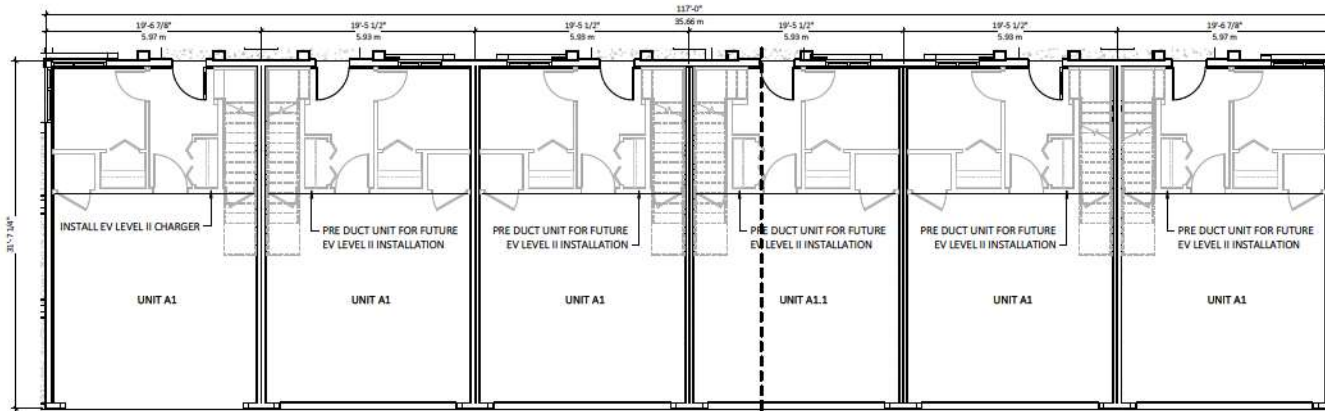 117'-0"
35.66 m
19'-6 7/8"
5.97 m
19'-5 1/2"
5.93 m
19'-5 1/2"
5.93 m
19'-5 1/2"
5.93 m
19'-5 1/2"
5.93 m
19'-6 7/8"
5.97 m
31'-7 1/4"
INSTALL EV LEVEL II CHARGER
PRE DUCT UNIT FOR FUTURE
EV LEVEL II INSTALLATION
PRE DUCT UNIT FOR FUTURE
EV LEVEL II INSTALLATION
PRE DUCT UNIT FOR FUTURE
EV LEVEL II INSTALLATION
PRE DUCT UNIT FOR FUTURE
EV LEVEL II INSTALLATION
PRE DUCT UNIT FOR FUTURE
EV LEVEL II INSTALLATION
UNIT A1
UNIT A1
UNIT A1
UNIT A1.1
UNIT A1
UNIT A1